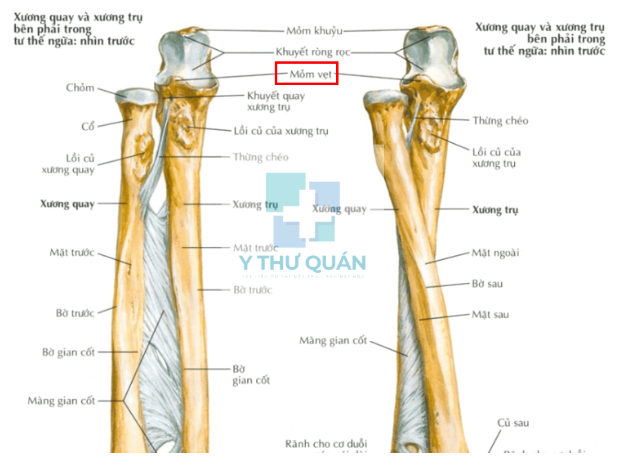 Xương quay và xương trụ
bên phải trong
tư thế ngữa: nhìn trước
Xương quay và xương trụ
bên phải trong
tư thế ngữa: nhìn trước
Mỏm khuỷu
Khuyết ròng rọc
Mỏm vẹt
Chỏm
Khuyết quay
xương trụ
Cổ
Lồi củ của xương trụ
Thừng chéo
Lồi củ
xương quay
Thừng chéo
Lồi củ của
xương trụ
Xương quay
Xương trụ
Xương quay
Xương trụ
Mặt trước
Mặt trước
Mặt ngoài
Y THƯ QUÁN
Bờ trước
Bờ sau
Bờ trước
Mặt sau
Màng gian cốt
Bờ gian cốt
Bờ
gian cốt
Màng gian cốt
Củ sau
Rãnh cho cơ duỗi